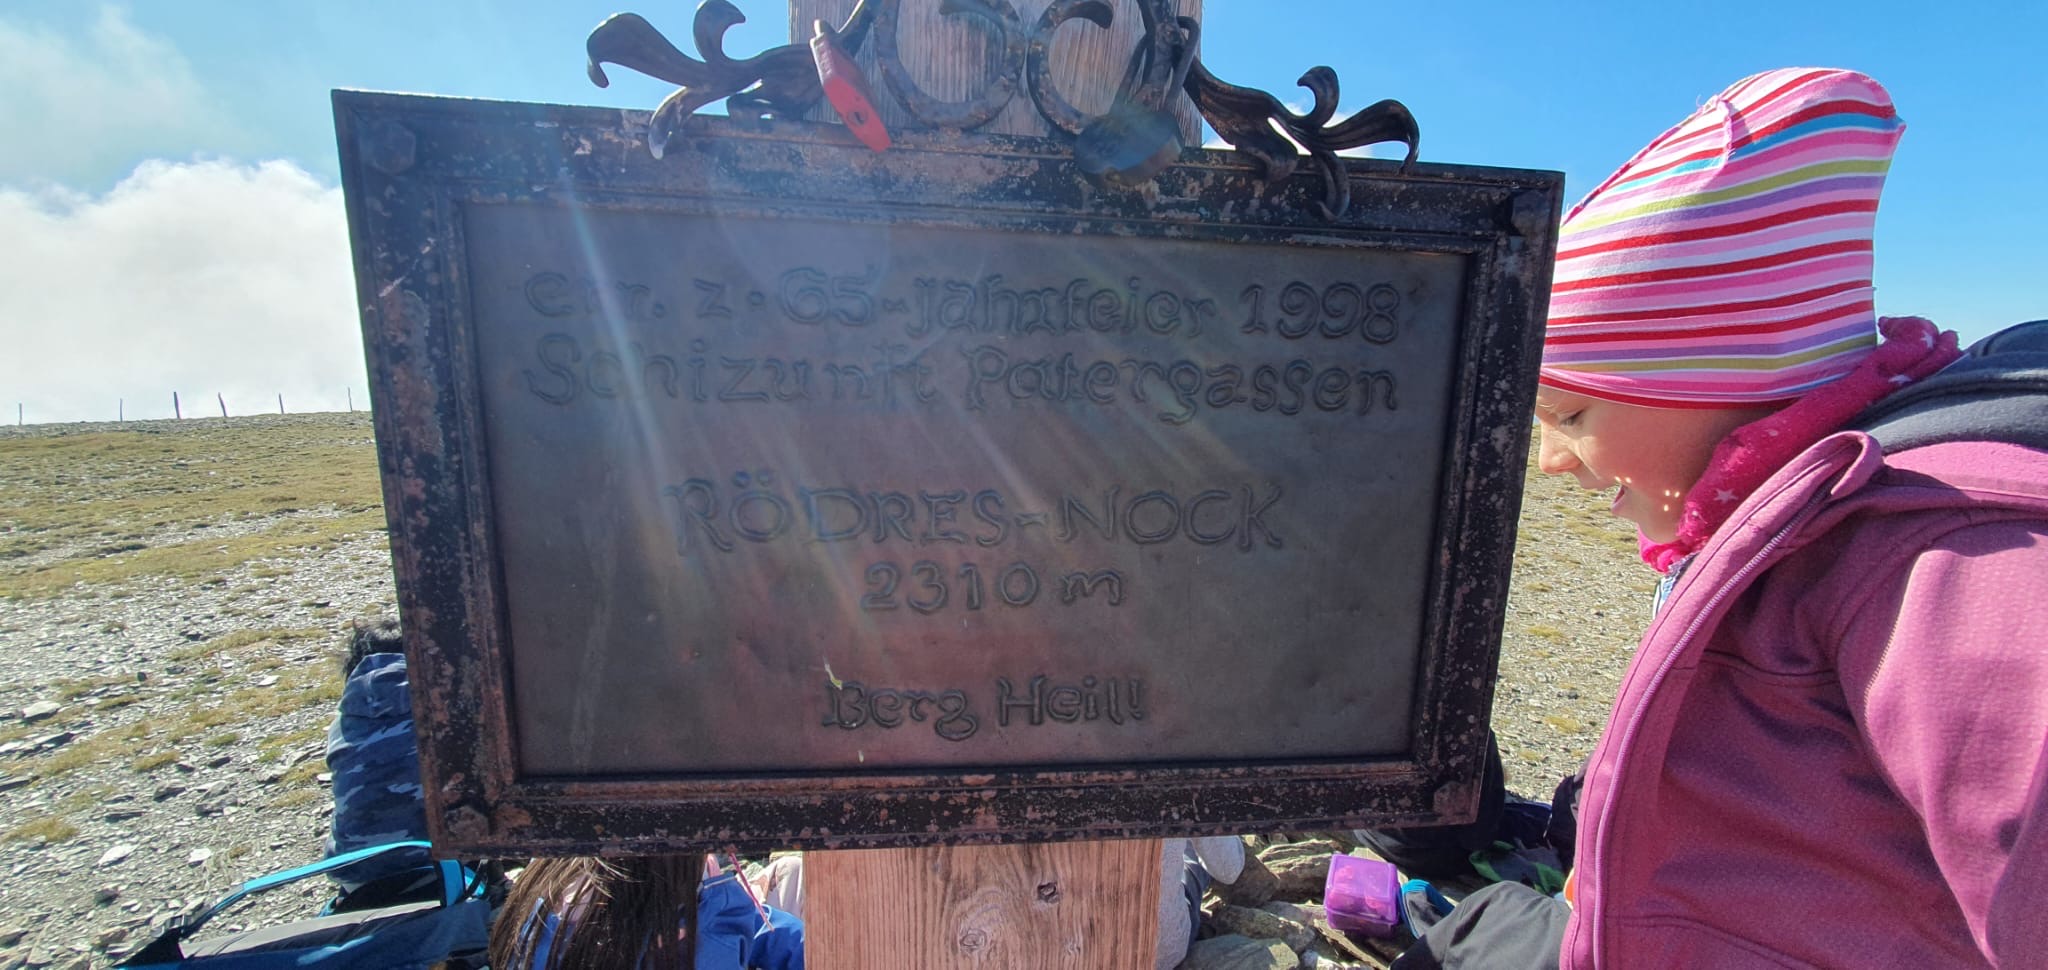 err. z. 65-Jahrfeier 1998
Schizunft Patergassen
RÖDRES-NOCK
2310 m
Berg Heil!